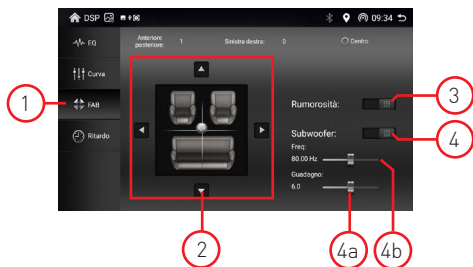 DSP 09:34
EQ
Anteriore posteriore: 1 Sinistra destra: 0 Centro
Curva
FAB
Ritardo
Rumorosità:
Subwoofer:
Freq:
80.00 Hz
Guadagno:
6.0
1
2
3
4
4a
4b